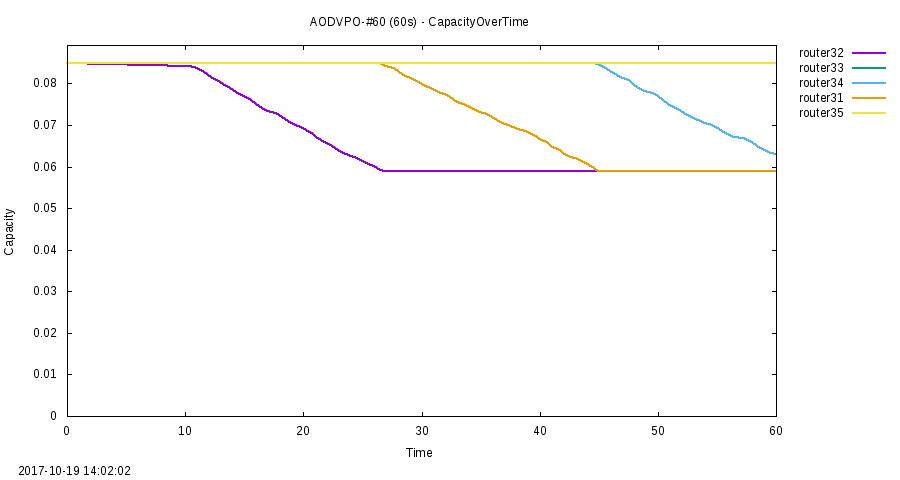 AODVPO-#60 (60s) - CapacityOverTime
router32
router33
router34
router31
router35
0.08
0.07
0.06
0.05
0.04
0.03
0.02
0.01
0
Capacity
0 10 20 30 40 50 60
Time
2017-10-19 14:02:02